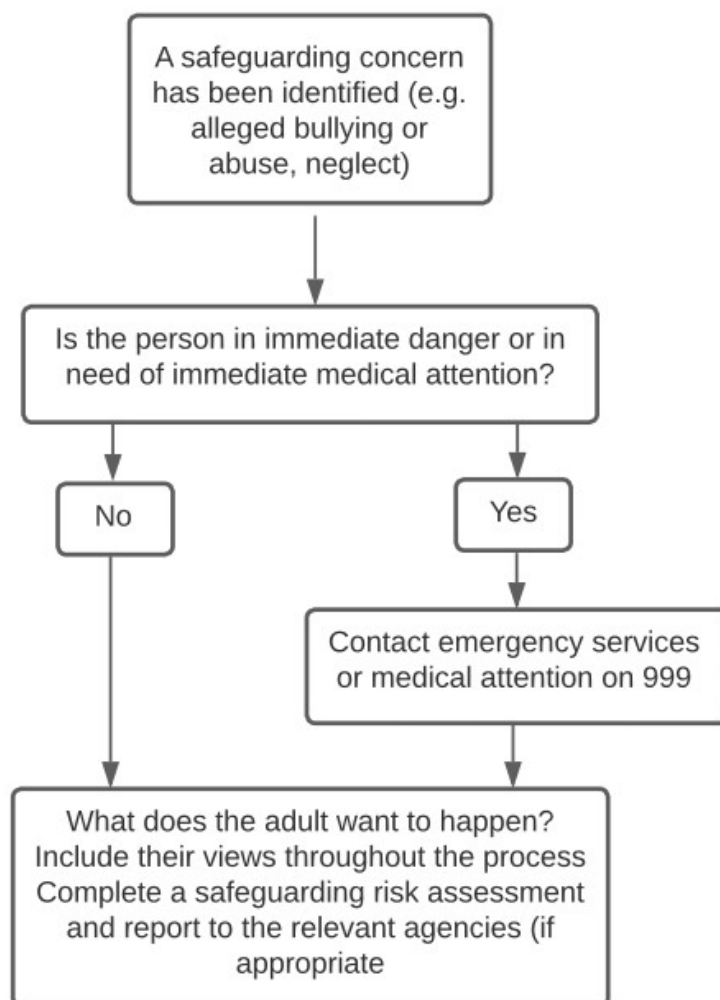 A safeguarding concern
has been identified (e.g.
alleged bullying or
abuse, neglect)
Is the person in immediate danger or in
need of immediate medical attention?
No
Yes
Contact emergency services
or medical attention on 999
What does the adult want to happen?
Include their views throughout the process
Complete a safeguarding risk assessment
and report to the relevant agencies (if
appropriate